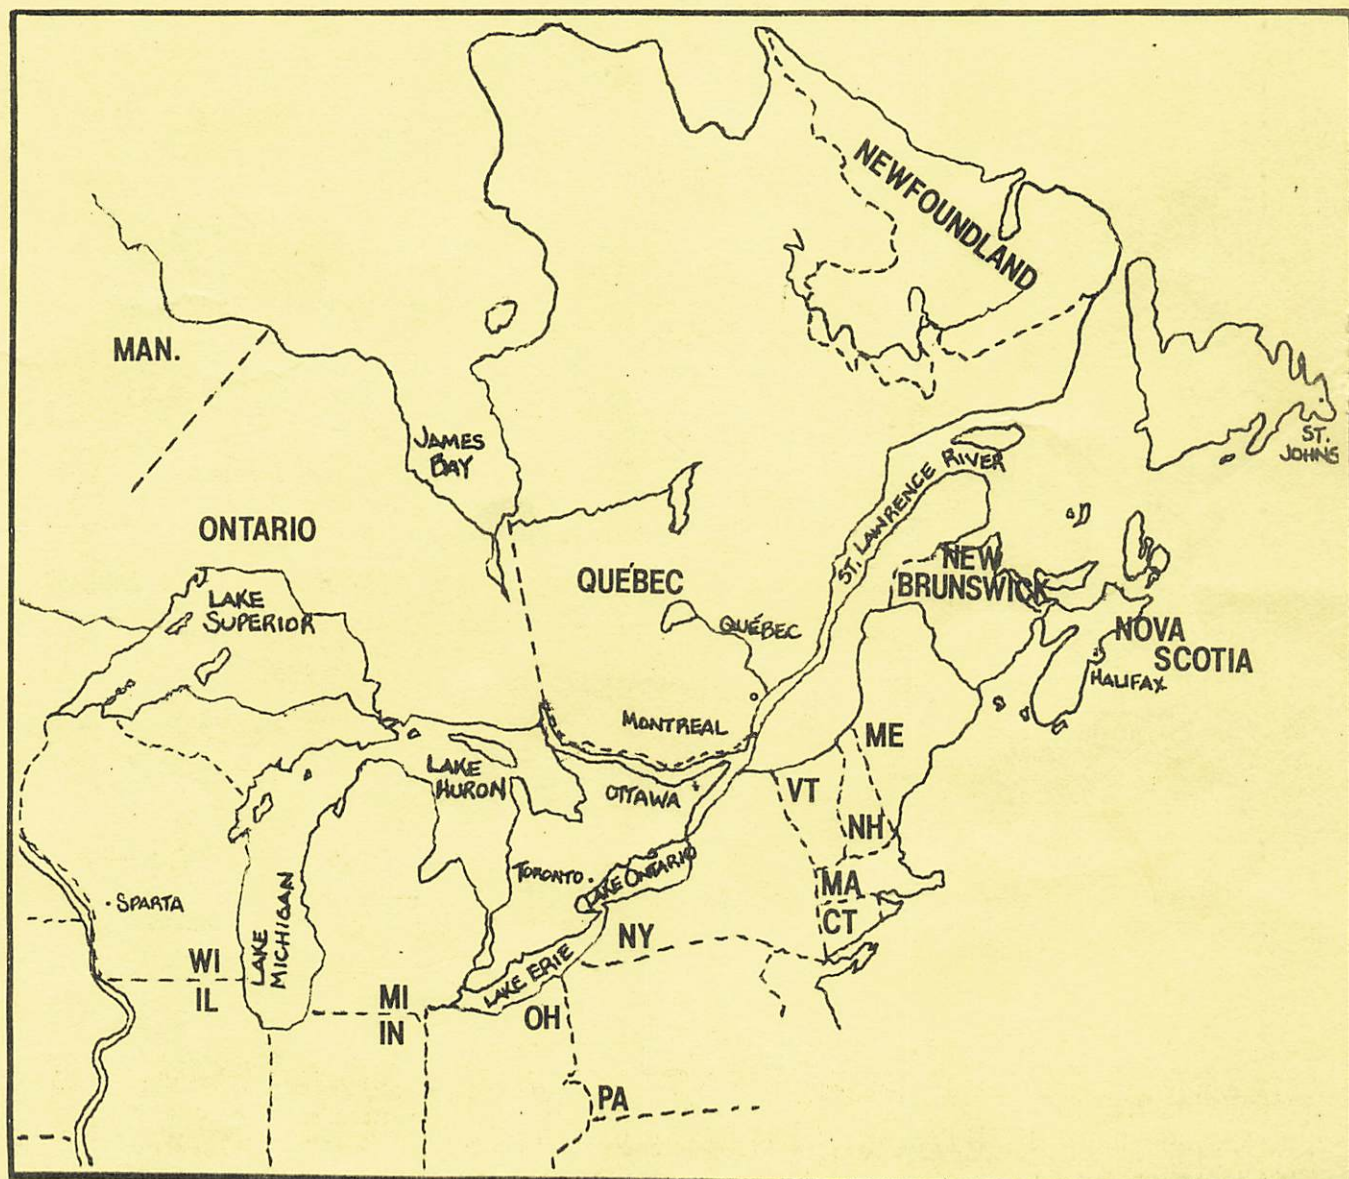 NEWFOUNDLAND
MAN.
JAMES
BAY
ST.
JOHNS
ST. LAWRENCE RIVER
ONTARIO
QUÉBEC
NEW
BRUNSWICK
LAKE
SUPERIOR
QUÉBEC
NOVA
SCOTIA
HALIFAX
MONTREAL
ME
LAKE
HURON
OTTAWA
VT
NH
TORONTO
LAKE ONTARIO
MA
SPARTA
CT
LAKE
MICHIGAN
NY
WI
IL
LAKE ERIE
MI
IN
OH
PA